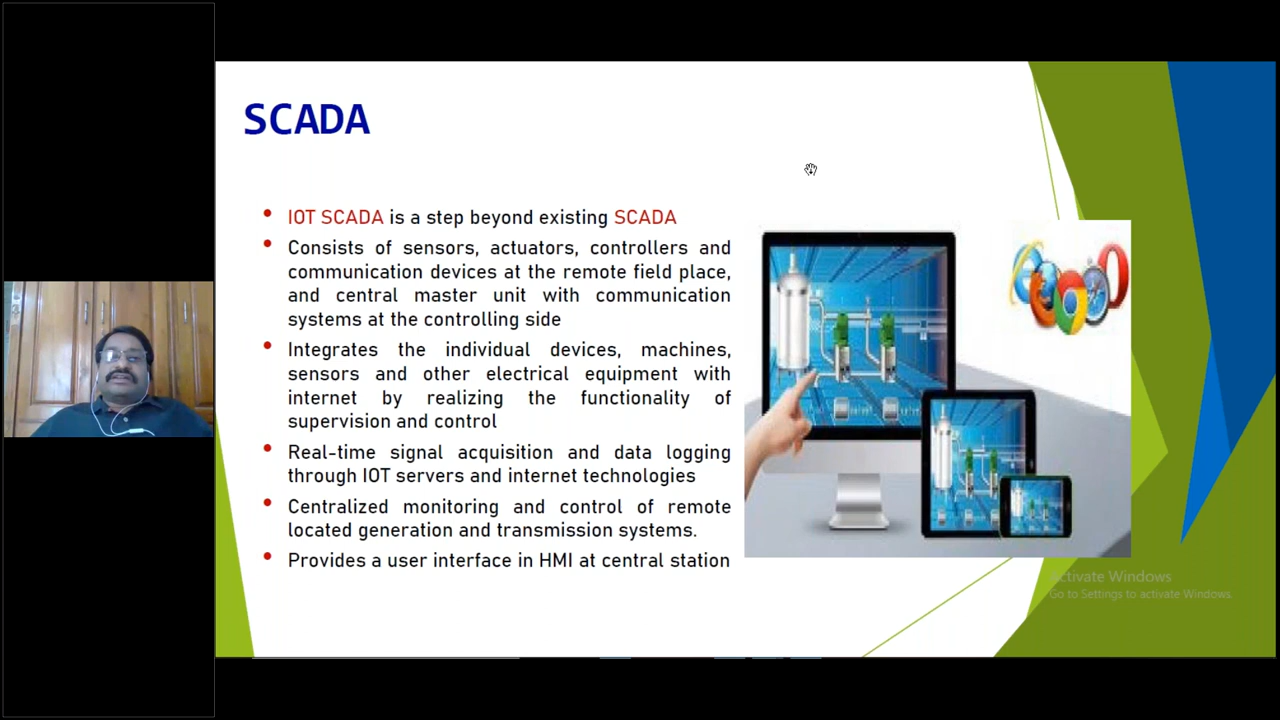 SCADA
• IOT SCADA is a step beyond existing SCADA
• Consists of sensors, actuators, controllers and
communication devices at the remote field place,
and central master unit with communication
systems at the controlling side
• Integrates the individual devices, machines,
sensors and other electrical equipment with
internet by realizing the functionality of
supervision and control
• Real-time signal acquisition and data logging
through IOT servers and internet technologies
• Centralized monitoring and control of remote
located generation and transmission systems.
• Provides a user interface in HMI at central station
Activate Windows
Go to Settings to activate Windows.